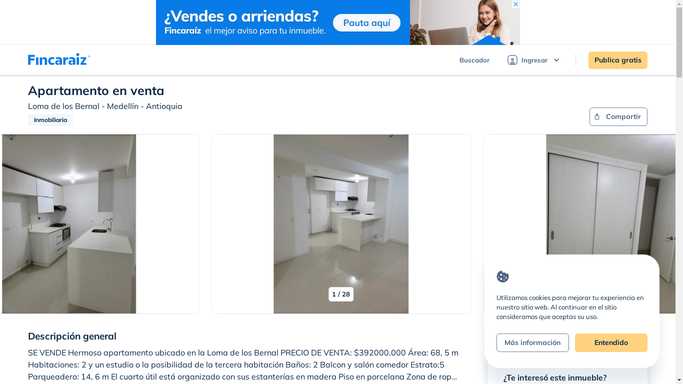 ¿Vendes o arriendas?
Fincaraíz el mejor aviso para tu inmueble.
Pauta aquí
Fincaraíz
Buscador
Ingresar
Publica gratis
Apartamento en venta
Loma de los Bernal - Medellín - Antioquia
Inmobiliaria
Compartir
1 / 28
Utilizamos cookies para mejorar tu experiencia en
nuestro sitio web. Al continuar en el sitio
consideramos que aceptas su uso.
Más información
Entendido
Descripción general
SE VENDE Hermoso apartamento ubicado en la Loma de los Bernal PRECIO DE VENTA: $392000.000 Área: 68, 5 m
Habitaciones: 2 y un estudio o la posibilidad de la tercera habitación Baños: 2 Balcon y salón comedor Estrato:5
Parqueadero: 14, 6 m El cuarto útil está organizado con sus estanterías en madera Piso en porcelana Zona de rop...
¿Te interesó este inmueble?